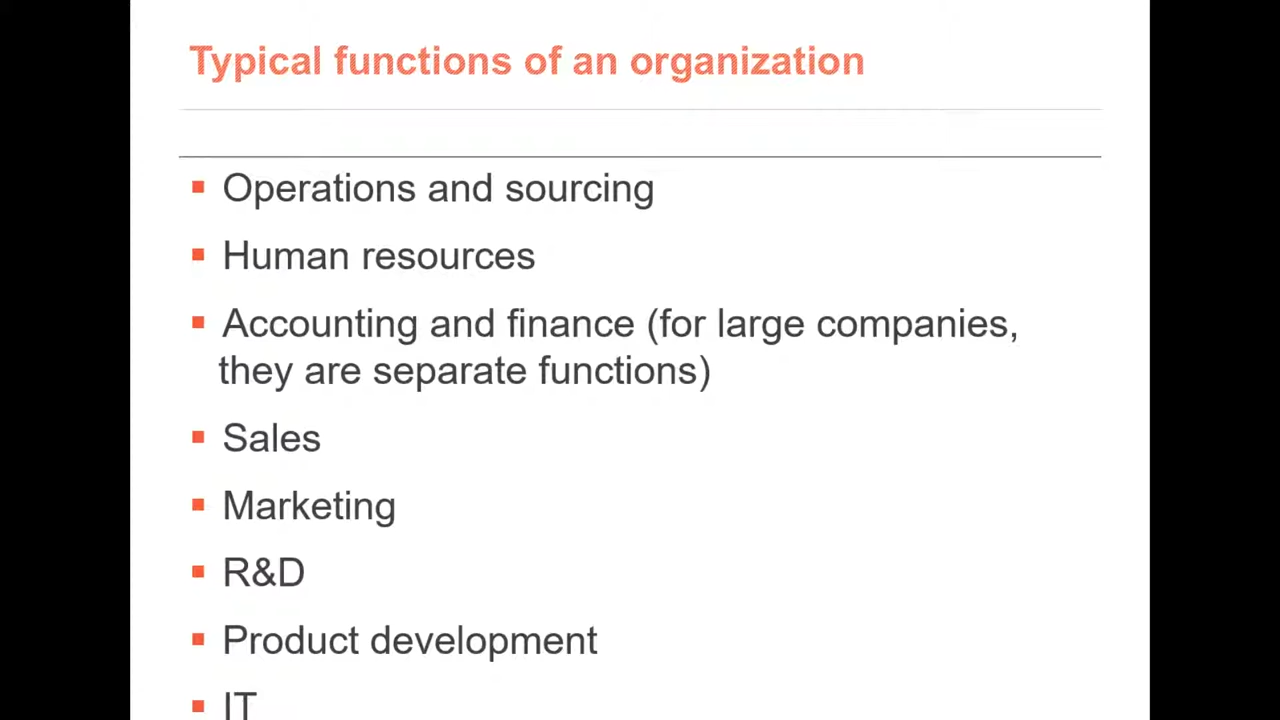 Typical functions of an organization
▪ Operations and sourcing
▪ Human resources
▪ Accounting and finance (for large companies,
they are separate functions)
▪ Sales
▪ Marketing
▪ R&D
▪ Product development
▪ IT